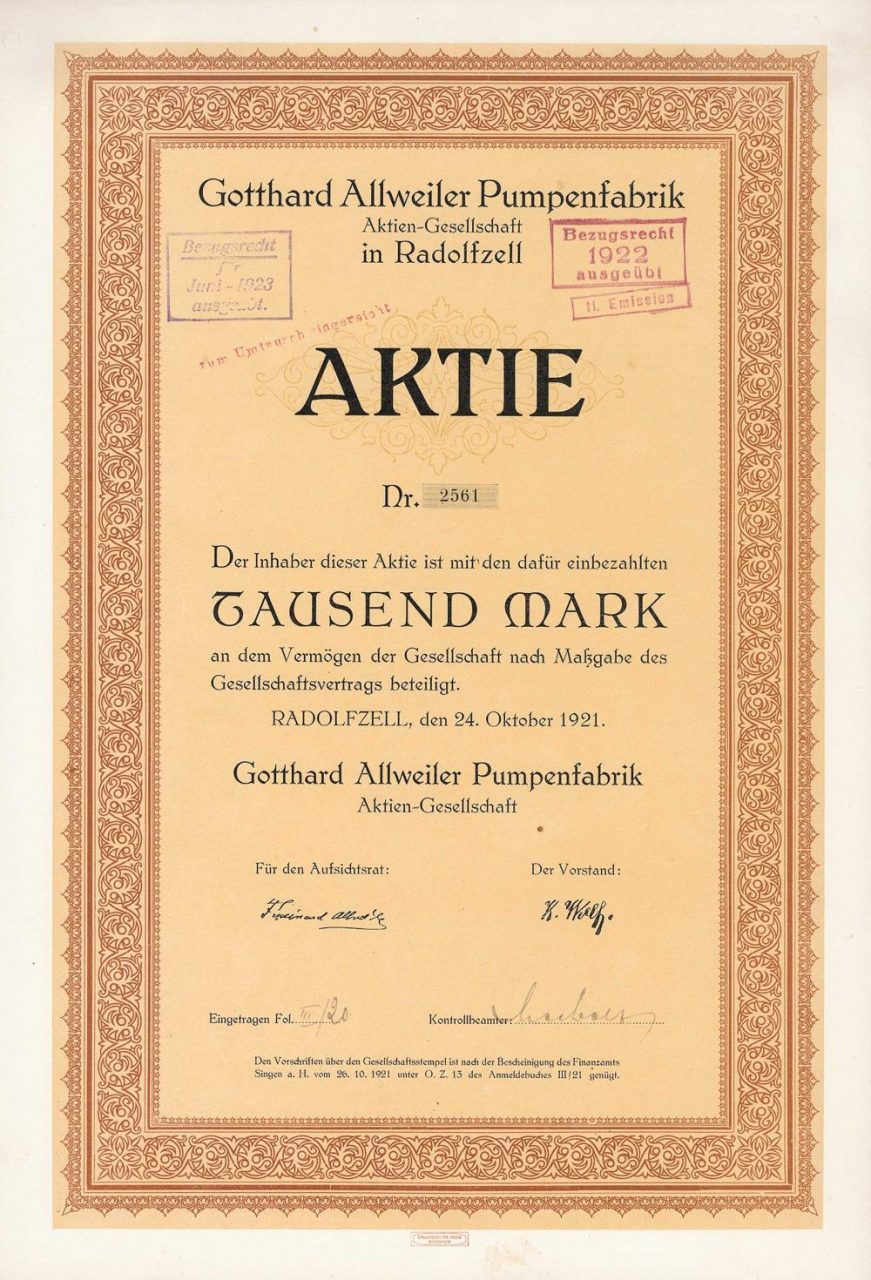 Gotthard Allweiler Pumpenfabrik
Aktien-Gesellschaft
in Radolfzell
Bezugsrecht
Juni - 1923
ausgeübt.
Bezugsrecht
1922
ausgeübt
II. Emission
zum Umtausch eingereicht
AKTIE
Nr. 2561
Der Inhaber dieser Aktie ist mit den dafür einbezahlten
TAUSEND MARK
an dem Vermögen der Gesellschaft nach Maßgabe des
Gesellschaftsvertrags beteiligt.
RADOLFZELL, den 24. Oktober 1921.
Gotthard Allweiler Pumpenfabrik
Aktien-Gesellschaft
Für den Aufsichtsrat:
Der Vorstand:
Ferdinand
K. Wolf.
Eingetragen Fol. III/20
Kontrollbeamter:
Den Vorschriften über den Gesellschaftsstempel ist nach der Bescheinigung des Finanzamts
Singen a. H. vom 26. 10. 1921 unter O. Z. 13 des Anmeldebuches III/21 genügt.